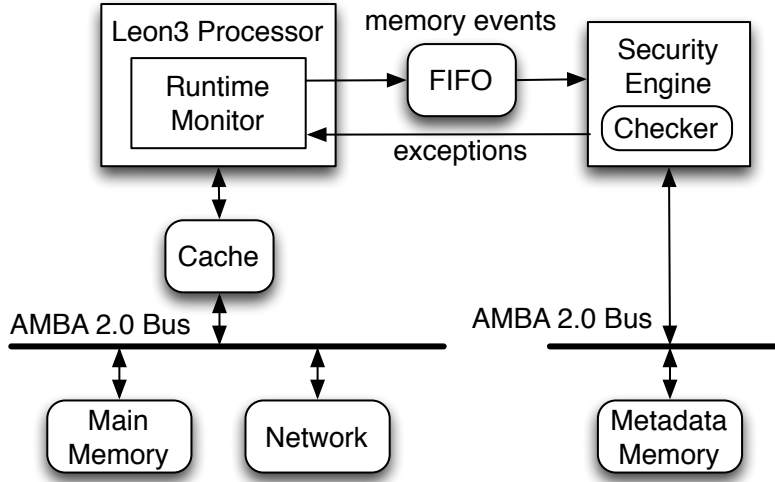 Leon3 Processor
memory events
Security
Engine
Runtime
Monitor
FIFO
Checker
exceptions
Cache
AMBA 2.0 Bus
AMBA 2.0 Bus
Main
Memory
Network
Metadada
Memory